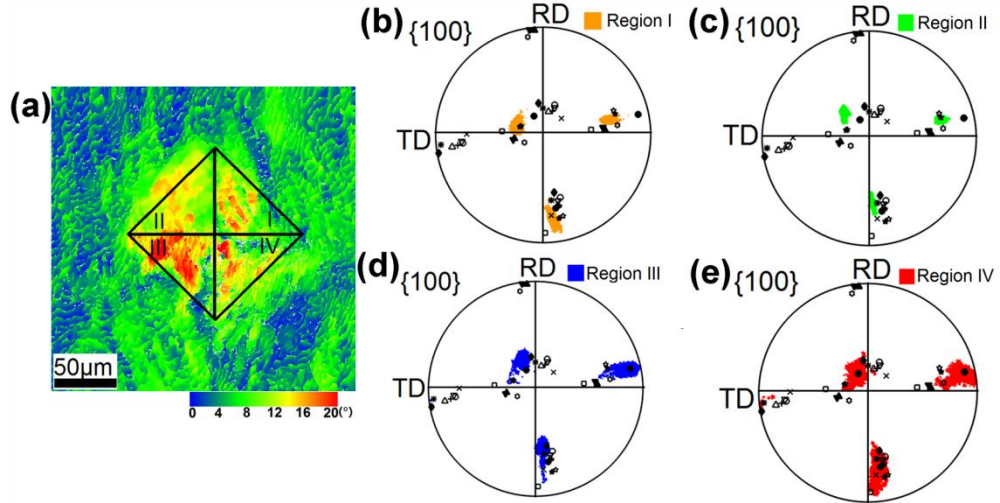 (a)
I
II
III
IV
50μm
0 4 8 12 16 20(°)
(b)
{100}
RD
Region I
TD
(c)
{100}
RD
Region II
TD
(d)
{100}
RD
Region III
TD
(e)
{100}
RD
Region IV
TD